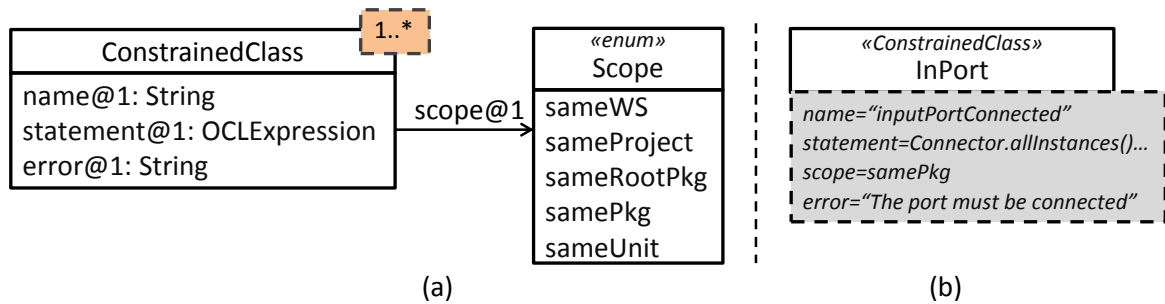 1..*
ConstrainedClass
name@1: String
statement@1: OCLExpression
error@1: String
scope@1
«enum»
Scope
sameWS
sameProject
sameRootPkg
samePkg
sameUnit
(a)
«ConstrainedClass»
InPort
name=“inputPortConnected”
statement=Connector.allInstances()...
scope=samePkg
error=“The port must be connected”
(b)